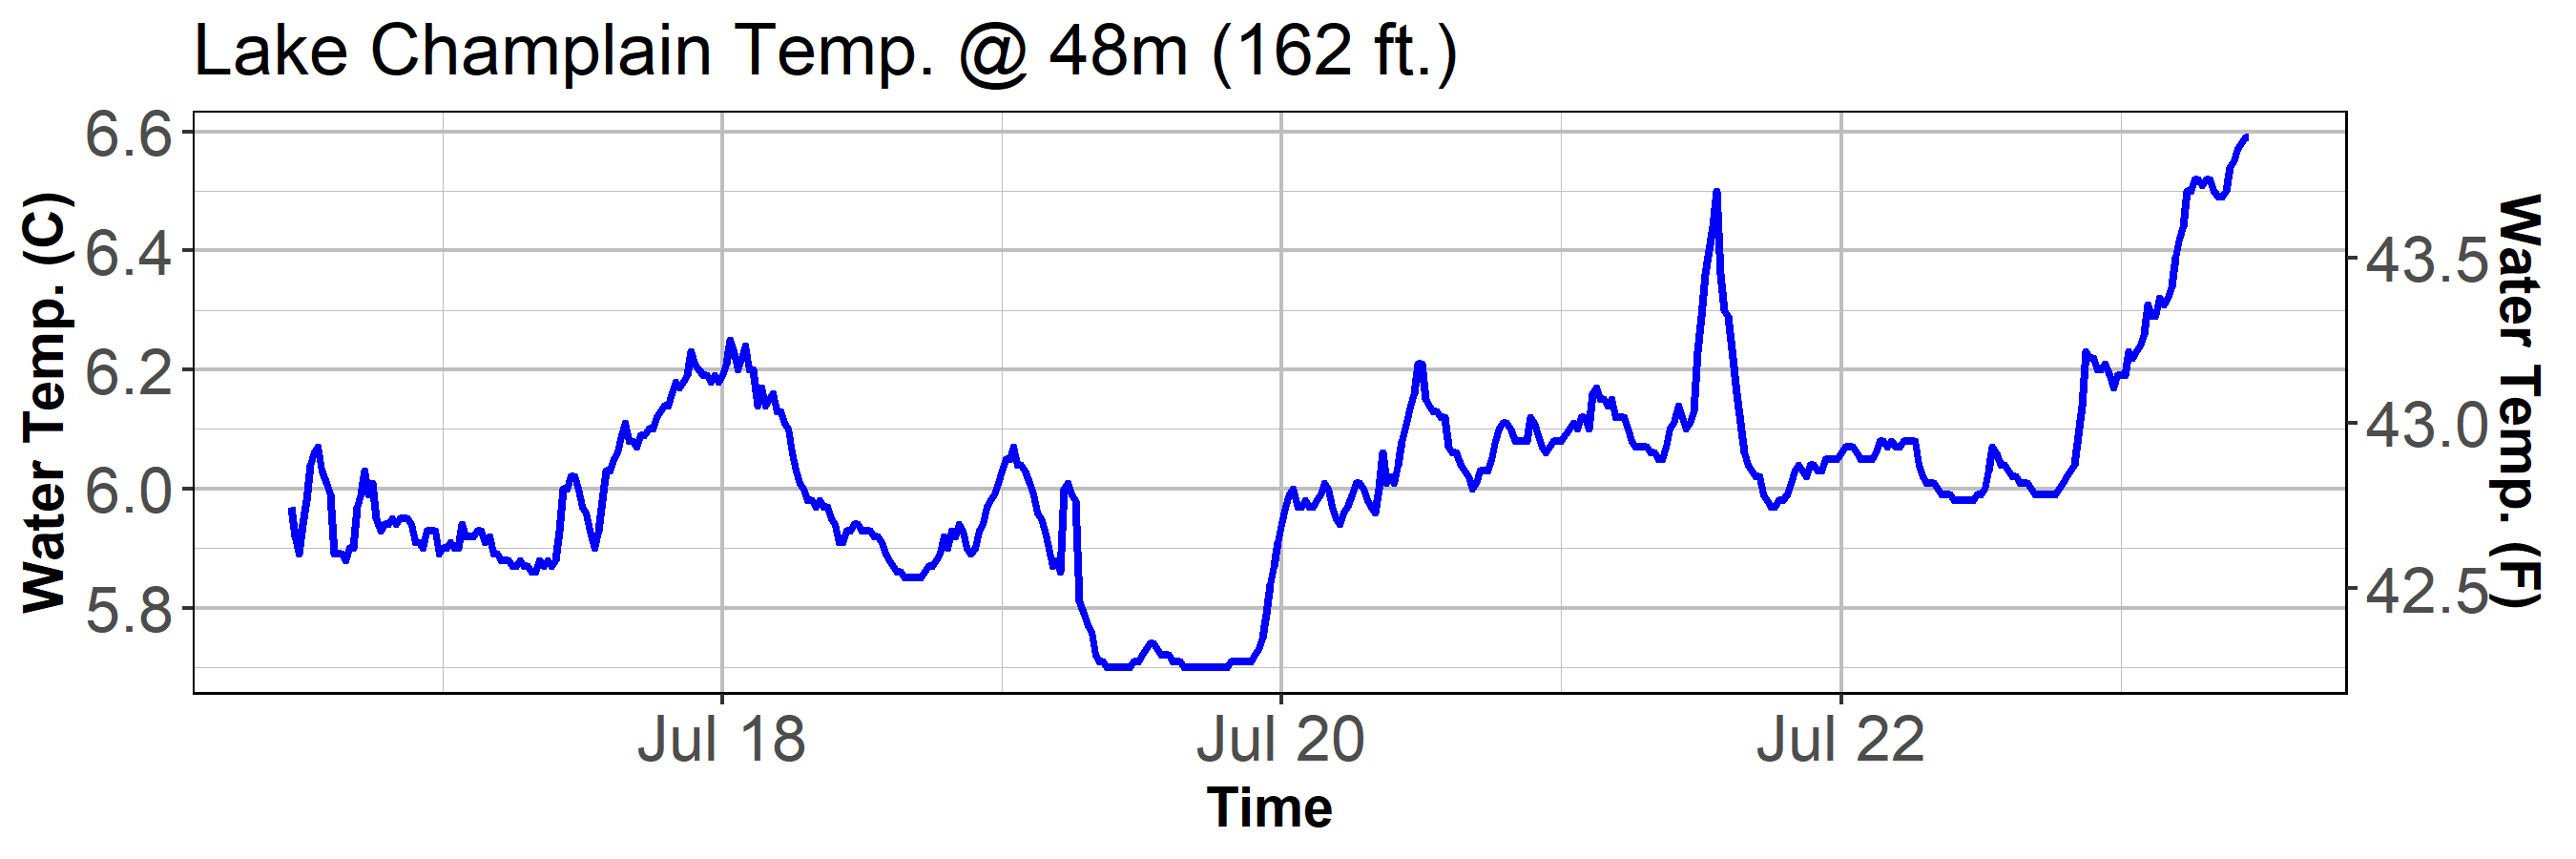 Lake Champlain Temp. @ 48m (162 ft.)
Water Temp. (C)
6.6
6.4
6.2
6.0
5.8
43.5
43.0
42.5
Water Temp. (F)
Jul 18 Jul 20 Jul 22
Time